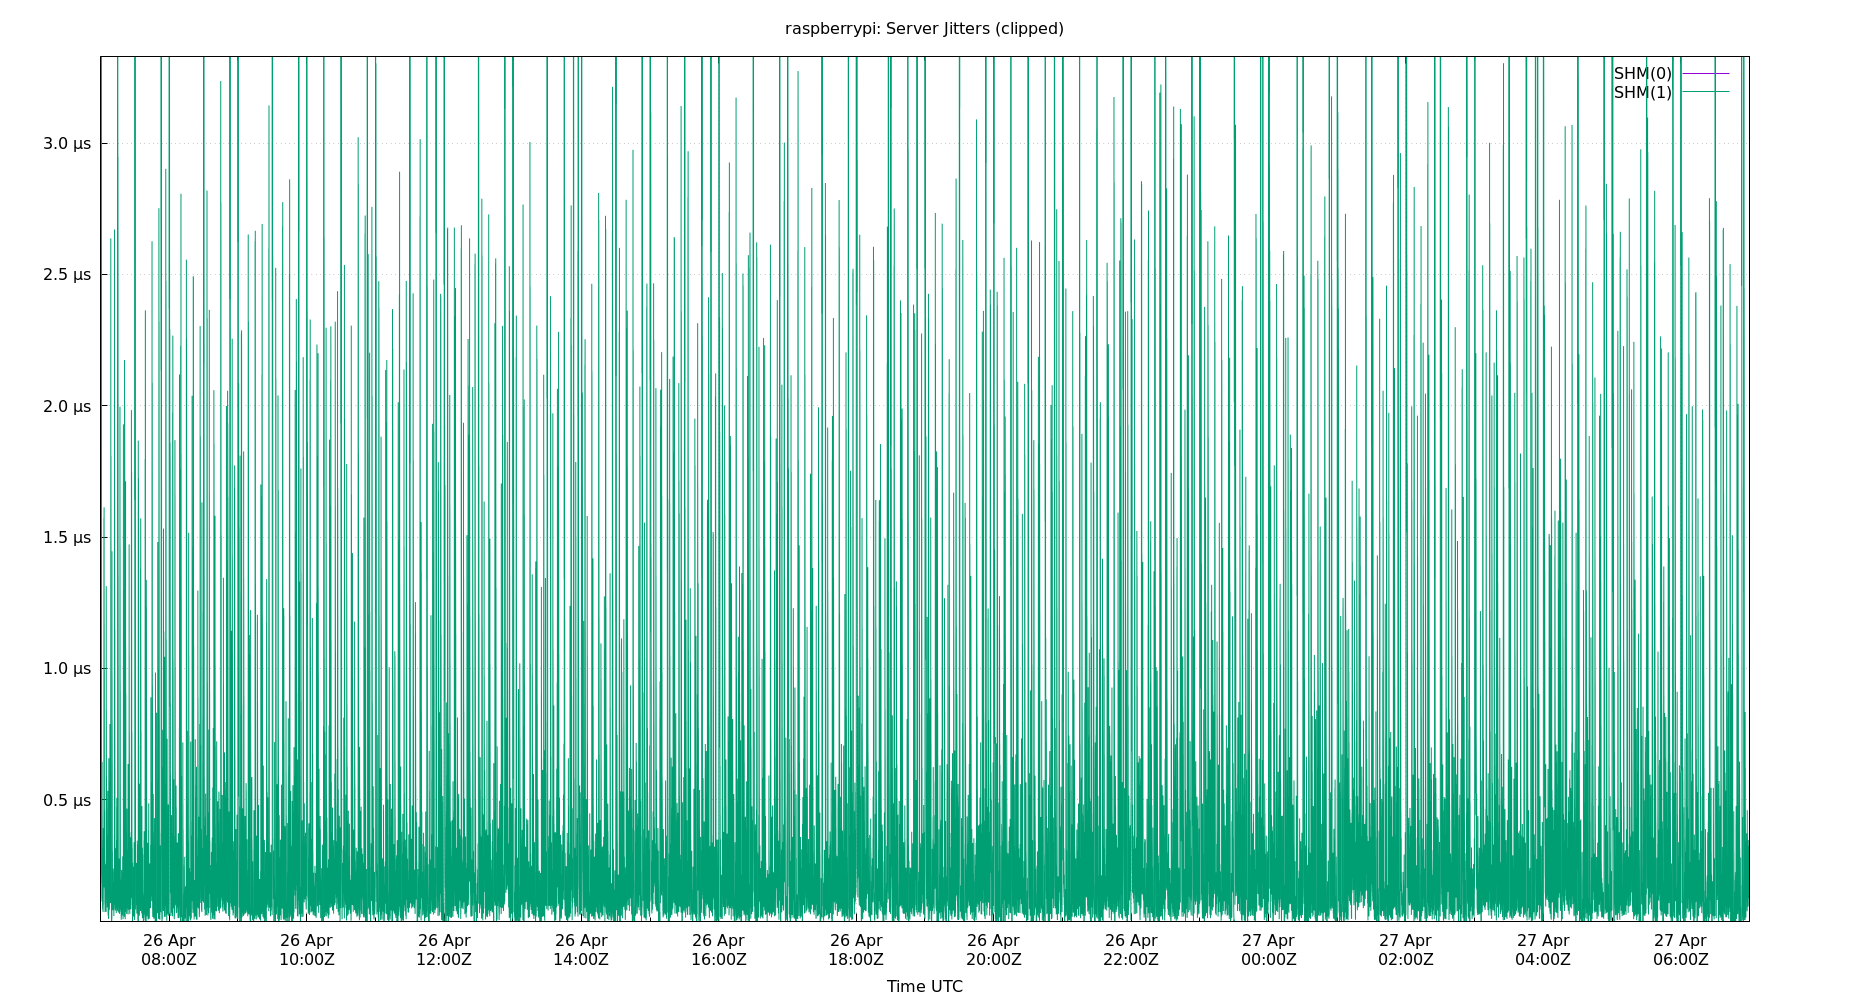 raspberrypi: Server Jitters (clipped)
SHM(0)
SHM(1)
3.0 µs
2.5 µs
2.0 µs
1.5 µs
1.0 µs
0.5 µs
26 Apr 26 Apr 26 Apr 26 Apr 26 Apr 26 Apr 26 Apr 26 Apr 27 Apr 27 Apr 27 Apr 27 Apr
08:00Z 10:00Z 12:00Z 14:00Z 16:00Z 18:00Z 20:00Z 22:00Z 00:00Z 02:00Z 04:00Z 06:00Z
Time UTC